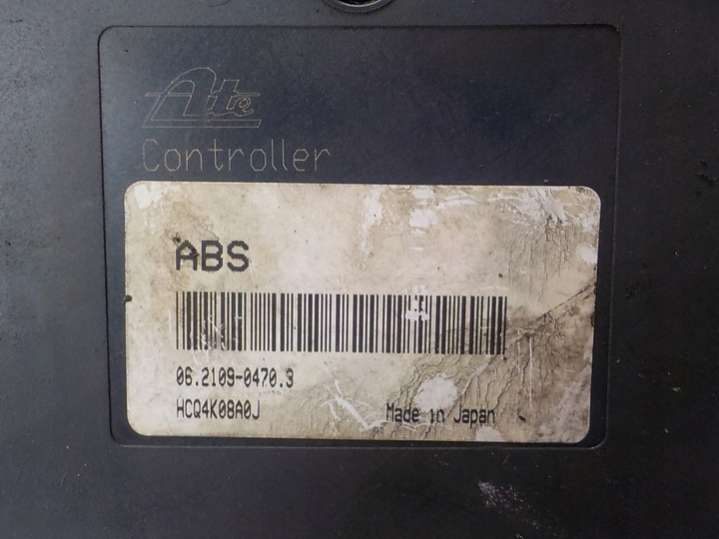 Ate
Controller
ABS
06.2109-0470.3
HCQ4K08A0J
Made in Japan